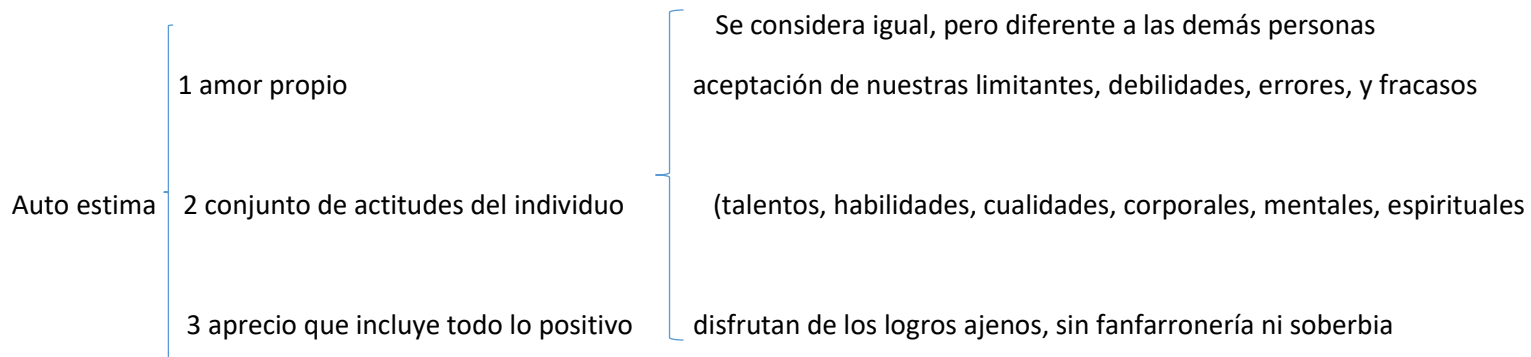 Se considera igual, pero diferente a las demás personas
1 amor propio
aceptación de nuestras limitantes, debilidades, errores, y fracasos
Auto estima
2 conjunto de actitudes del individuo
(talentos, habilidades, cualidades, corporales, mentales, espirituales
3 aprecio que incluye todo lo positivo
disfrutan de los logros ajenos, sin fanfarronería ni soberbia